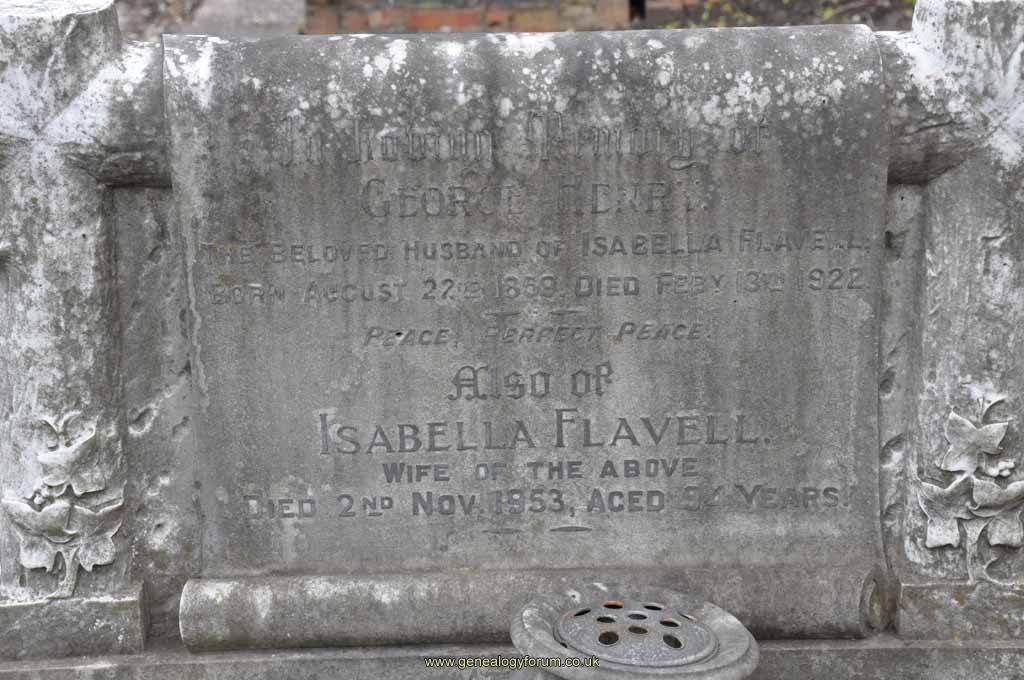 In Loving Memory of
GEORGE HENRY.
THE BELOVED HUSBAND OF ISABELLA FLAVELL.
BORN AUGUST 22ND 1869. DIED FEBY 13TH 1922
PEACE, PERFECT PEACE.
Also of
ISABELLA FLAVELL.
WIFE OF THE ABOVE
DIED 2ND NOV. 1953, AGED YEARS.
www.genealogyforum.co.uk